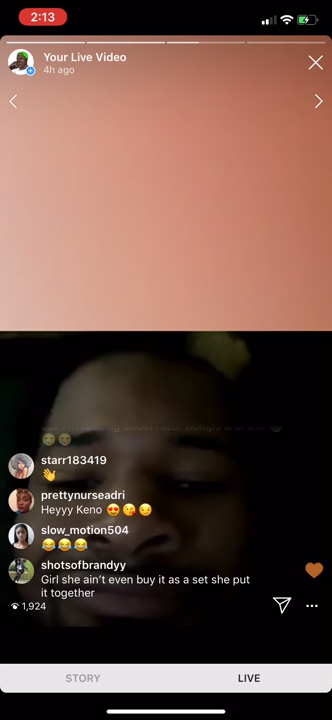 2:13
Your Live Video
4h ago
starr183419
👋
prettynurseadri
Heyyy Keno 😍😘😏
slow_motion504
😂😂😂
shotsofbrandyy
Girl she ain’t even buy it as a set she put
it together
1,924
STORY
LIVE